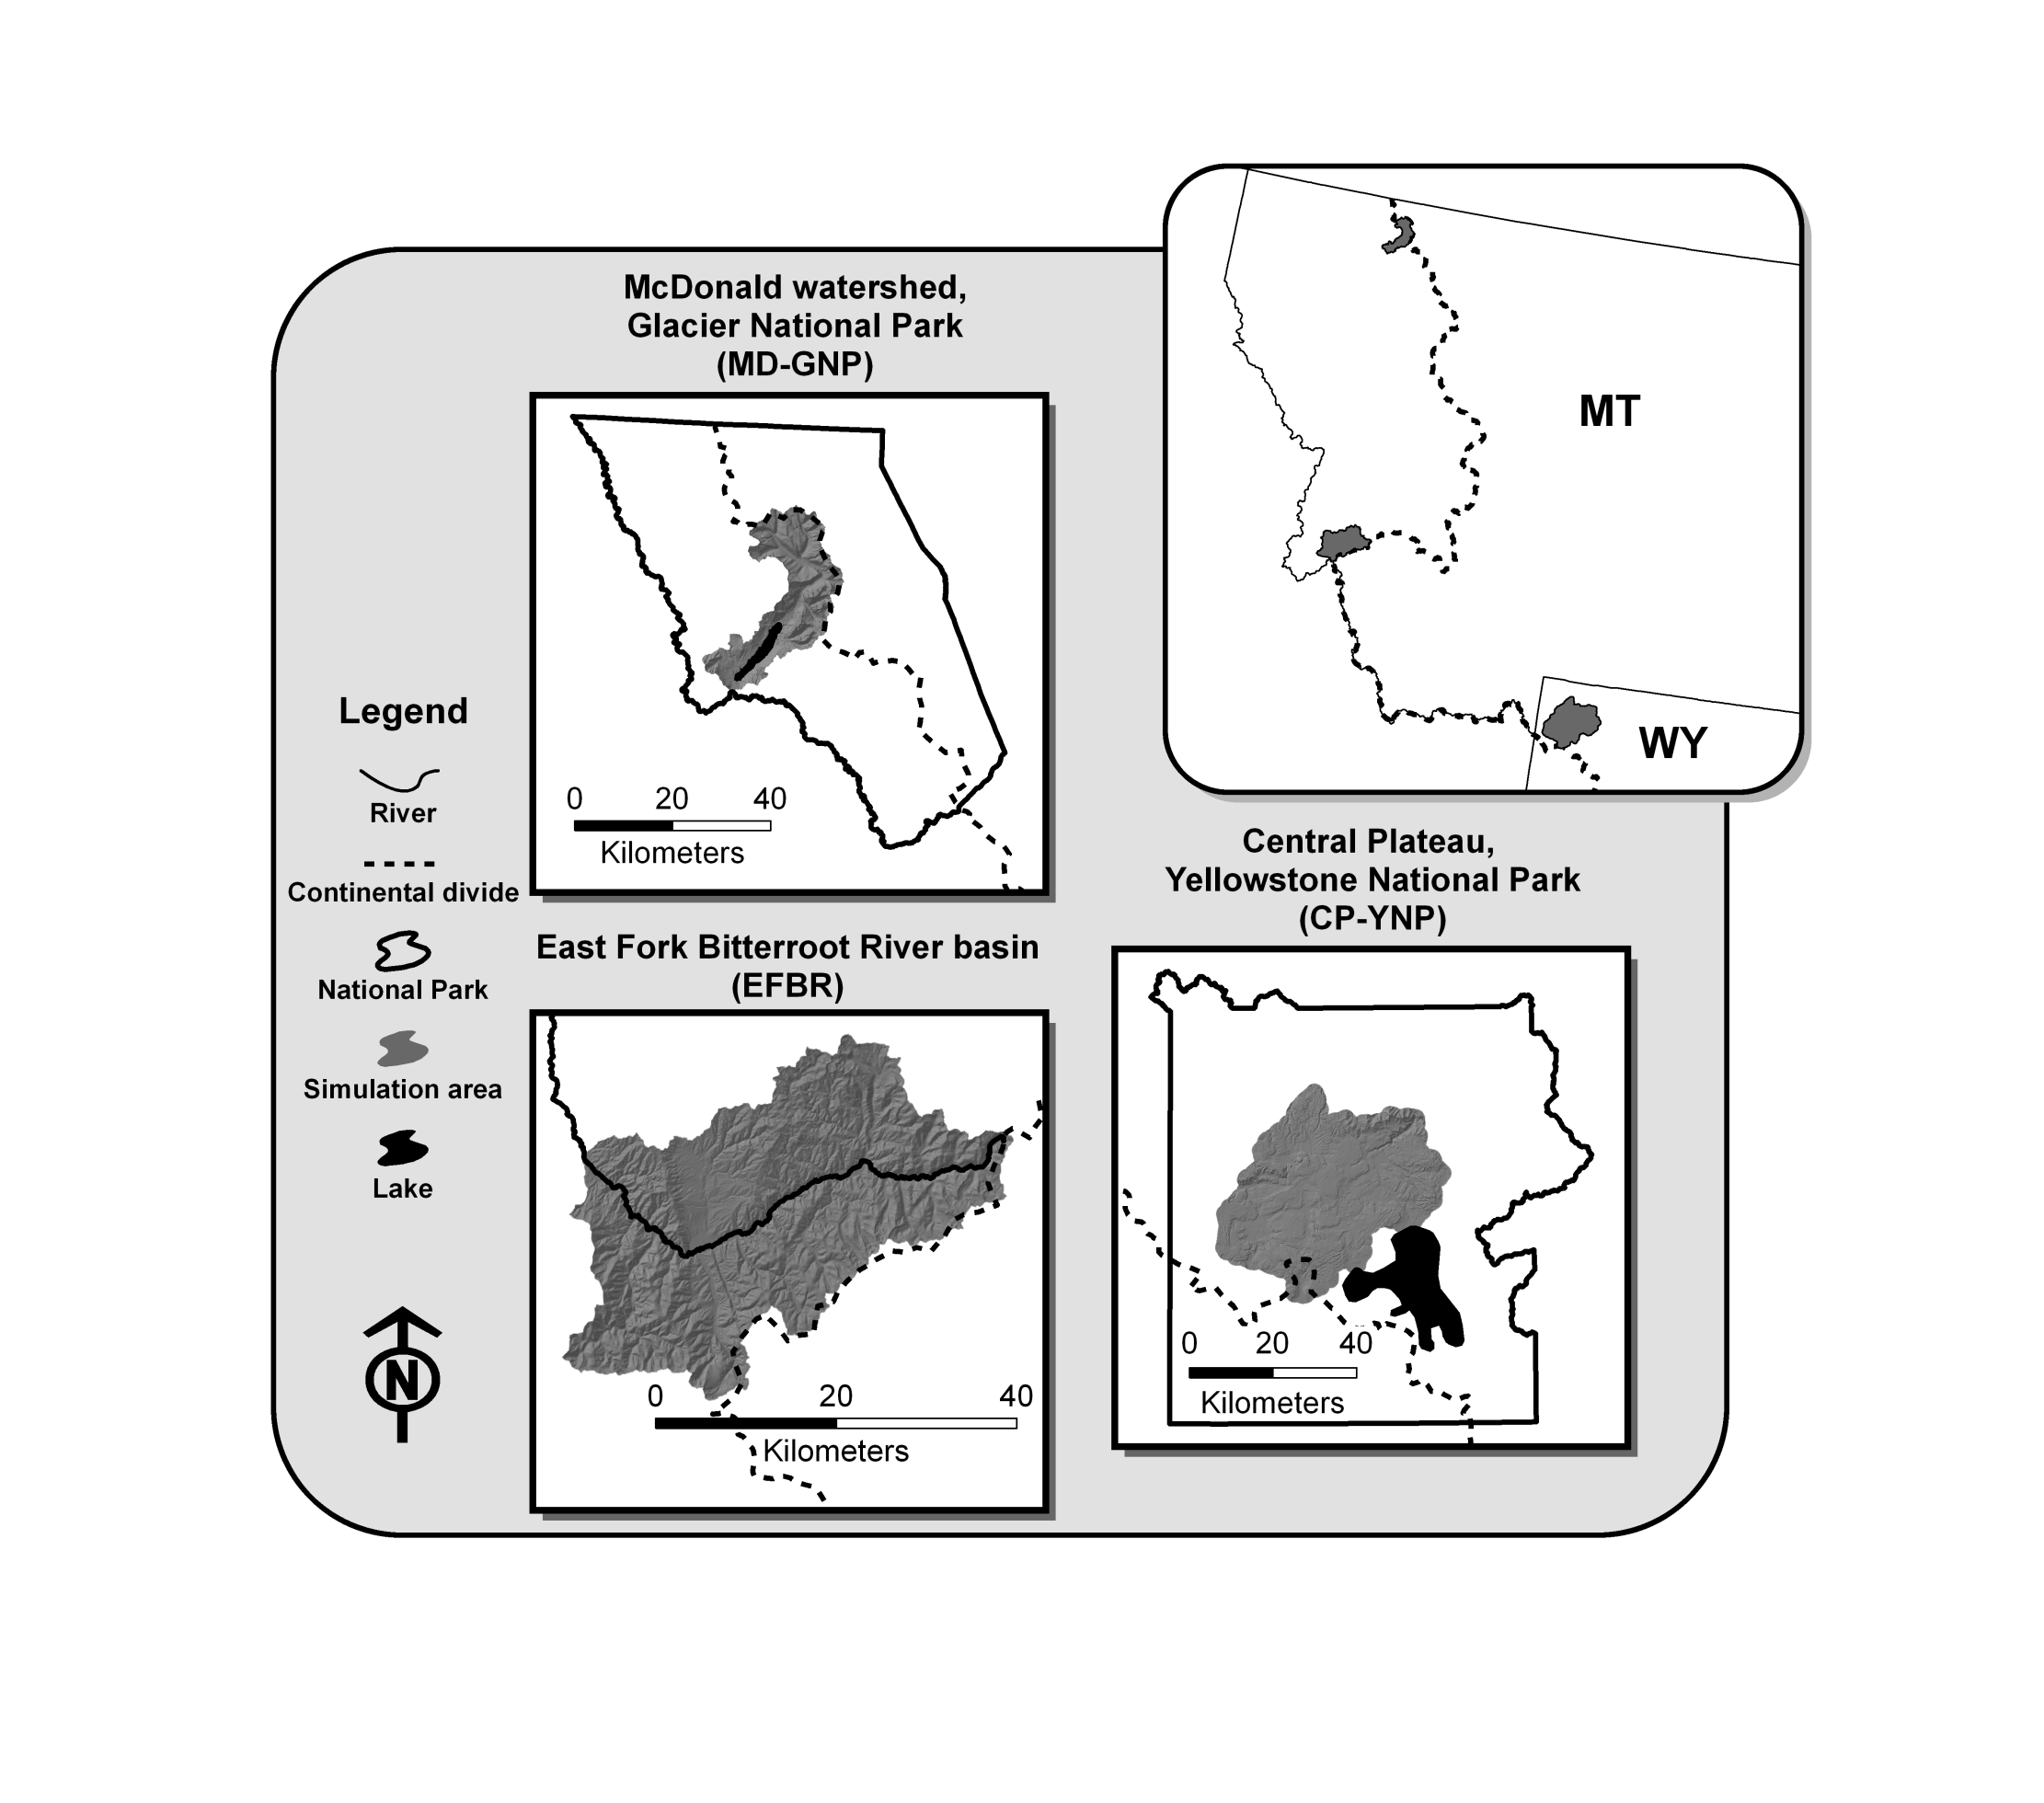 MT
WY
McDonald watershed,
Glacier National Park
(MD-GNP)
0 20 40
Kilometers
Legend
River
Continental divide
National Park
Simulation area
Lake
N
East Fork Bitterroot River basin
(EFBR)
0 20 40
Kilometers
Central Plateau,
Yellowstone National Park
(CP-YNP)
0 20 40
Kilometers